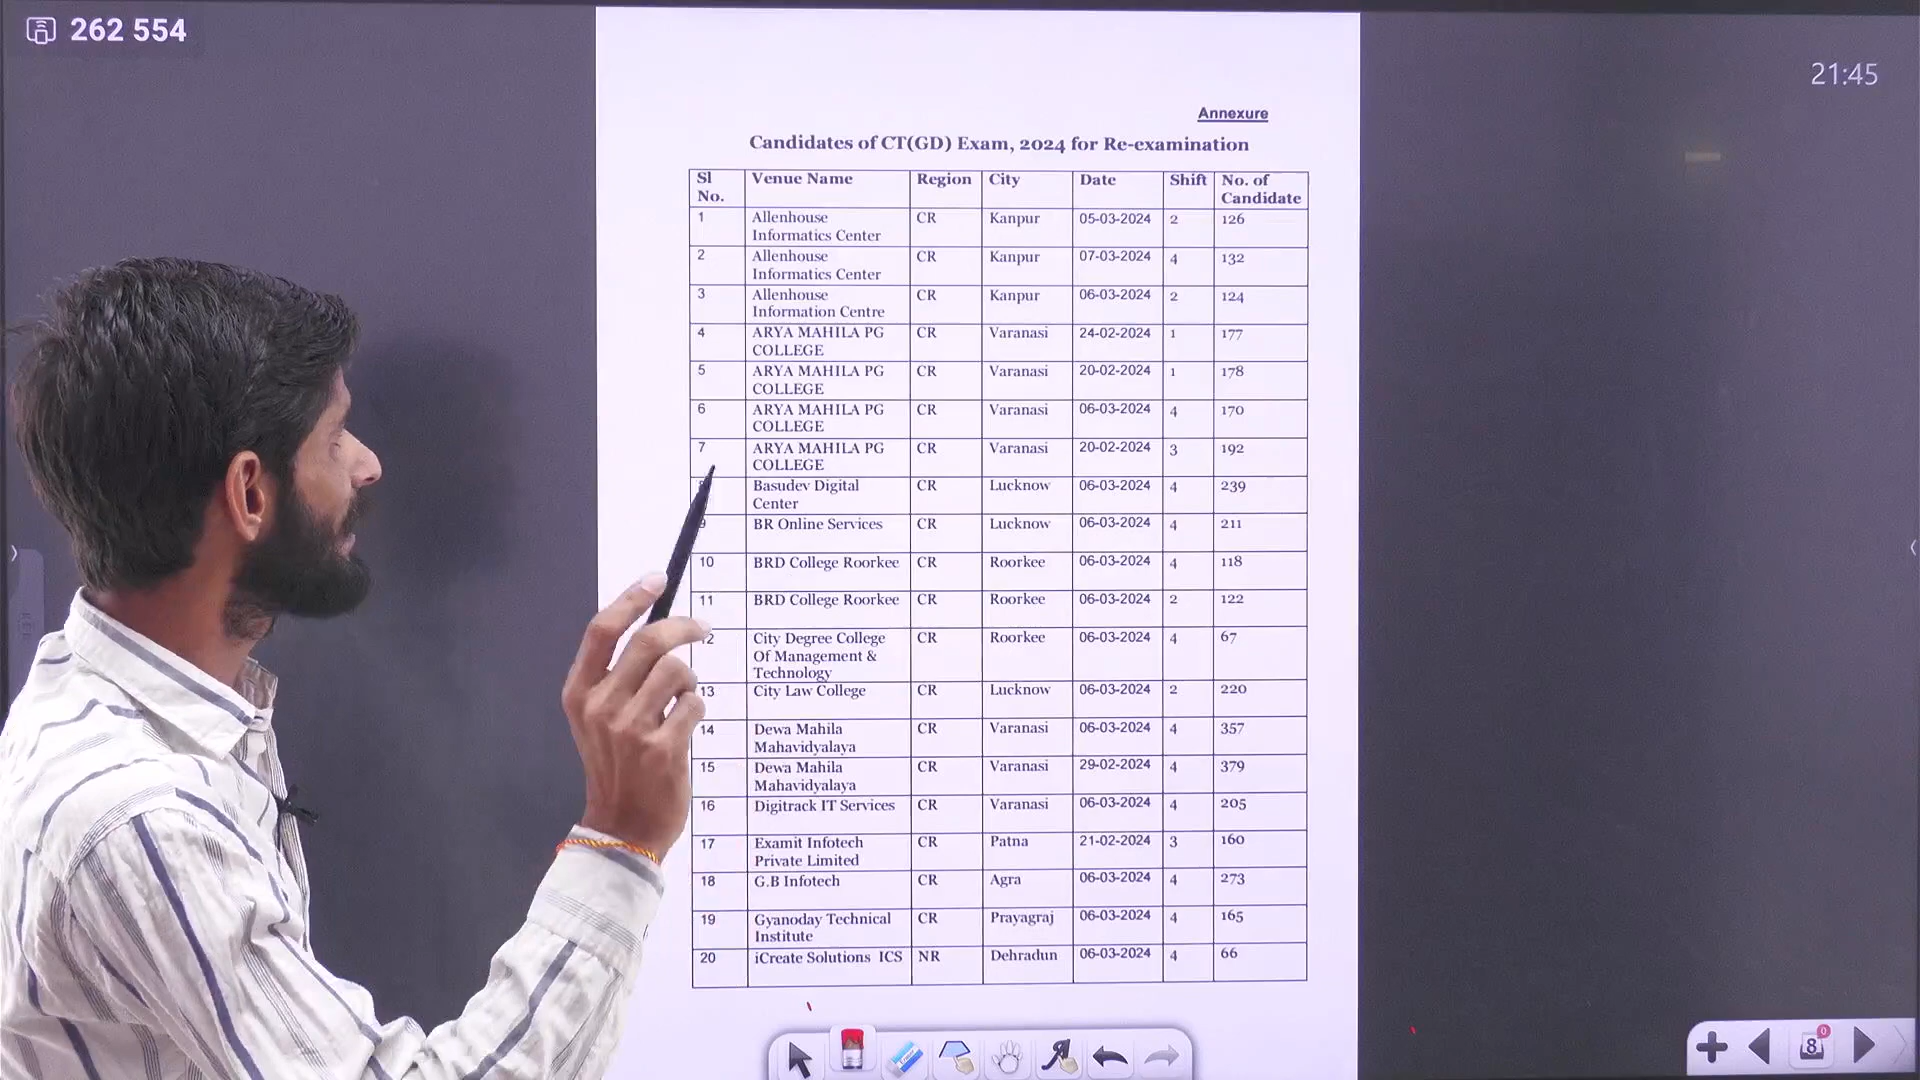 262 554
21:45
Annexure
Candidates of CT(GD) Exam, 2024 for Re-examination
Sl No. Venue Name Region City Date Shift No. of Candidate
1 Allenhouse Informatics Center CR Kanpur 05-03-2024 2 126
2 Allenhouse Informatics Center CR Kanpur 07-03-2024 4 132
3 Allenhouse Information Centre CR Kanpur 06-03-2024 2 124
4 ARYA MAHILA PG COLLEGE CR Varanasi 24-02-2024 1 177
5 ARYA MAHILA PG COLLEGE CR Varanasi 20-02-2024 1 178
6 ARYA MAHILA PG COLLEGE CR Varanasi 06-03-2024 4 170
7 ARYA MAHILA PG COLLEGE CR Varanasi 20-02-2024 3 192
Basudev Digital Center CR Lucknow 06-03-2024 4 239
9 BR Online Services CR Lucknow 06-03-2024 4 211
10 BRD College Roorkee CR Roorkee 06-03-2024 4 118
11 BRD College Roorkee CR Roorkee 06-03-2024 2 122
12 City Degree College Of Management & Technology CR Roorkee 06-03-2024 4 67
13 City Law College CR Lucknow 06-03-2024 2 220
14 Dewa Mahila Mahavidyalaya CR Varanasi 06-03-2024 4 357
15 Dewa Mahila Mahavidyalaya CR Varanasi 29-02-2024 4 379
16 Digitrack IT Services CR Varanasi 06-03-2024 4 205
17 Examit Infotech Private Limited CR Patna 21-02-2024 3 160
18 G.B Infotech CR Agra 06-03-2024 4 273
19 Gyanoday Technical Institute CR Prayagraj 06-03-2024 4 165
20 iCreate Solutions ICS NR Dehradun 06-03-2024 4 66
8
0